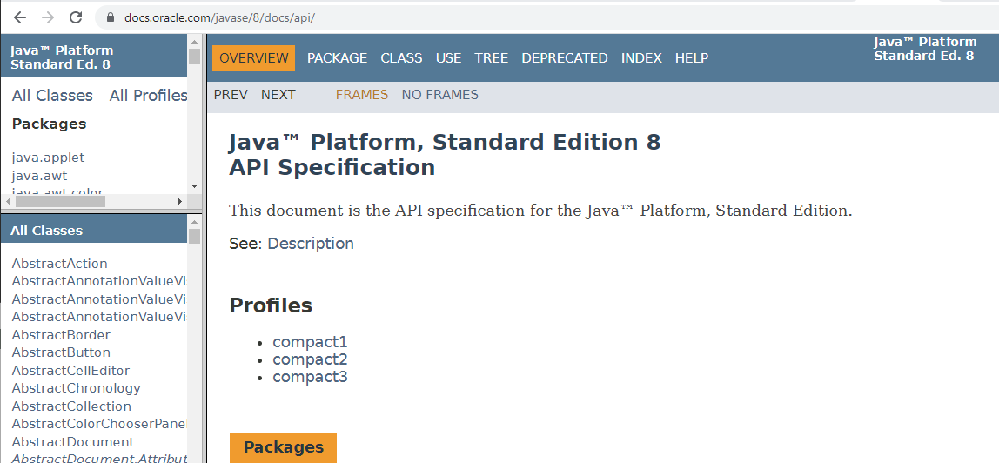 docs.oracle.com/javase/8/docs/api/
Java™ Platform
Standard Ed. 8
All Classes All Profiles
Packages
java.applet
java.awt
java.awt.color
All Classes
AbstractAction
AbstractAnnotationValueVi
AbstractAnnotationValueVi
AbstractAnnotationValueVi
AbstractBorder
AbstractButton
AbstractCellEditor
AbstractChronology
AbstractCollection
AbstractColorChooserPane
AbstractDocument
AbstractDocument.Attribut
OVERVIEW PACKAGE CLASS USE TREE DEPRECATED INDEX HELP
Java™ Platform
Standard Ed. 8
PREV NEXT FRAMES NO FRAMES
Java™ Platform, Standard Edition 8
API Specification
This document is the API specification for the Java™ Platform, Standard Edition.
See: Description
Profiles
• compact1
• compact2
• compact3
Packages